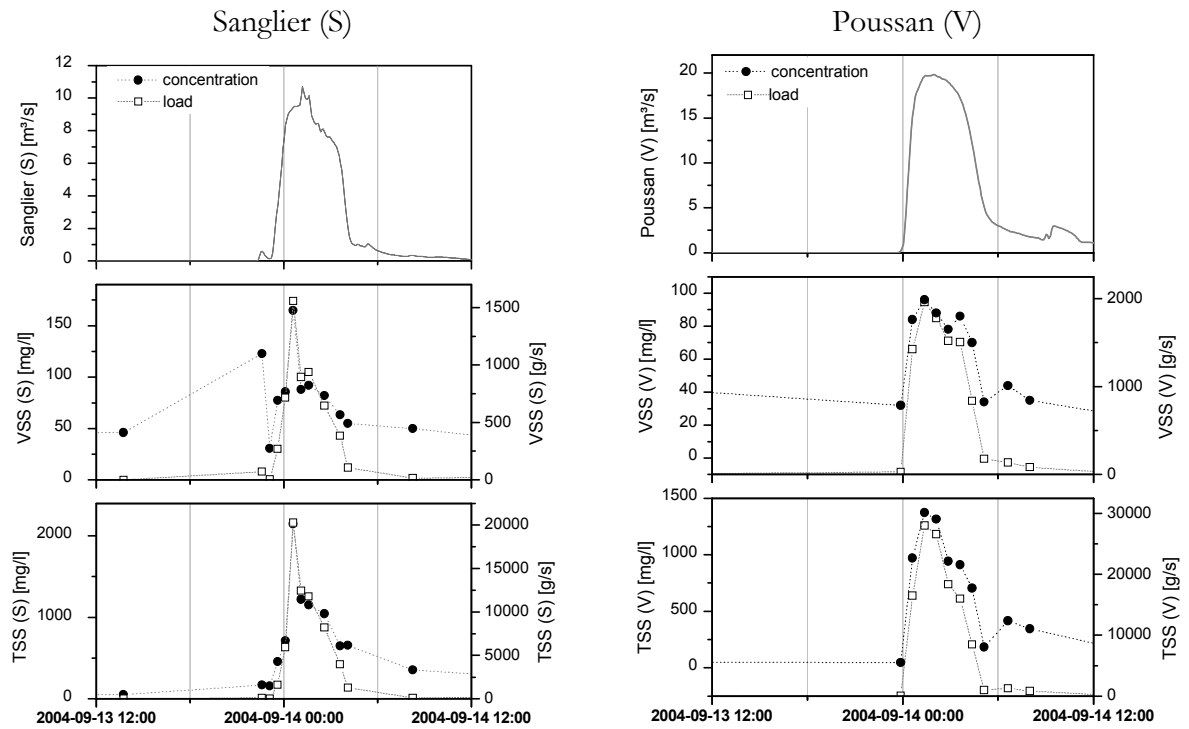 Sanglier (S)
Poussan (V)
12
10
8
6
4
2
0
Sanglier (S) [m³/s]
concentration
load
20
15
10
5
0
Poussan (V) [m³/s]
concentration
load
150
100
50
0
VSS (S) [mg/l]
1500
1000
500
0
VSS (S) [g/s]
100
80
60
40
20
0
VSS (V) [mg/l]
2000
1000
0
VSS (V) [g/s]
2000
1000
0
TSS (S) [mg/l]
20000
15000
10000
5000
0
TSS (S) [g/s]
1500
1000
500
0
TSS (V) [mg/l]
30000
20000
10000
0
TSS (V) [g/s]
2004-09-13 12:00 2004-09-14 00:00 2004-09-14 12:00
2004-09-13 12:00 2004-09-14 00:00 2004-09-14 12:00